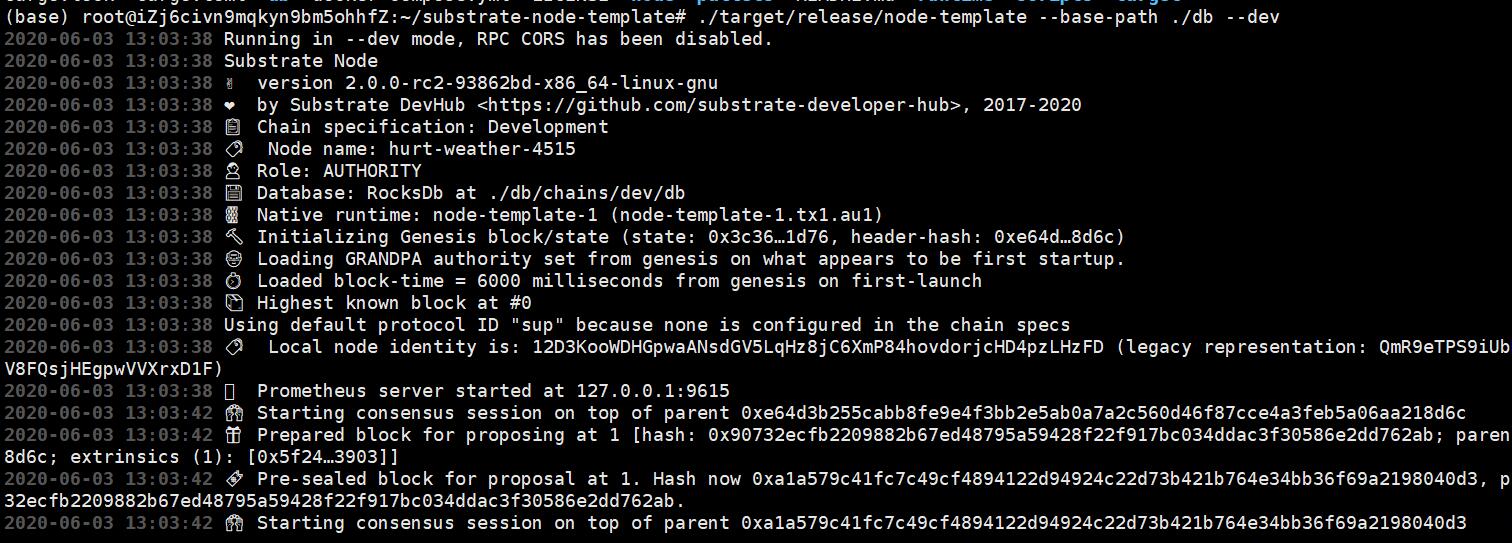 (base) root@iZj6civn9mqkyn9bm5ohhfZ:~/substrate-node-template# ./target/release/node-template --base-path ./db --dev
2020-06-03 13:03:38 Running in --dev mode, RPC CORS has been disabled.
2020-06-03 13:03:38 Substrate Node
2020-06-03 13:03:38 ✌ version 2.0.0-rc2-93862bd-x86_64-linux-gnu
2020-06-03 13:03:38 ❤ by Substrate DevHub <https://github.com/substrate-developer-hub>, 2017-2020
2020-06-03 13:03:38 📋 Chain specification: Development
2020-06-03 13:03:38 🏷 Node name: hurt-weather-4515
2020-06-03 13:03:38 👤 Role: AUTHORITY
2020-06-03 13:03:38 💾 Database: RocksDb at ./db/chains/dev/db
2020-06-03 13:03:38 ⛓ Native runtime: node-template-1 (node-template-1.tx1.au1)
2020-06-03 13:03:38 🔨 Initializing Genesis block/state (state: 0x3c36…1d76, header-hash: 0xe64d…8d6c)
2020-06-03 13:03:38 👴 Loading GRANDPA authority set from genesis on what appears to be first startup.
2020-06-03 13:03:38 ⏱ Loaded block-time = 6000 milliseconds from genesis on first-launch
2020-06-03 13:03:38 📦 Highest known block at #0
2020-06-03 13:03:38 Using default protocol ID "sup" because none is configured in the chain specs
2020-06-03 13:03:38 🏷 Local node identity is: 12D3KooWDHGpwaANsdGV5LqHz8jC6XmP84hovdorjcHD4pzLHzFD (legacy representation: QmR9eTPS9iUb
V8FQsjHEgpwVVXrxD1F)
2020-06-03 13:03:38 Prometheus server started at 127.0.0.1:9615
2020-06-03 13:03:42 🙌 Starting consensus session on top of parent 0xe64d3b255cabb8fe9e4f3bb2e5ab0a7a2c560d46f87cce4a3feb5a06aa218d6c
2020-06-03 13:03:42 🎁 Prepared block for proposing at 1 [hash: 0x90732ecfb2209882b67ed48795a59428f22f917bc034ddac3f30586e2dd762ab; paren
8d6c; extrinsics (1): [0x5f24…3903]]
2020-06-03 13:03:42 🔖 Pre-sealed block for proposal at 1. Hash now 0xa1a579c41fc7c49cf4894122d94924c22d73b421b764e34bb36f69a2198040d3, p
32ecfb2209882b67ed48795a59428f22f917bc034ddac3f30586e2dd762ab.
2020-06-03 13:03:42 🙌 Starting consensus session on top of parent 0xa1a579c41fc7c49cf4894122d94924c22d73b421b764e34bb36f69a2198040d3